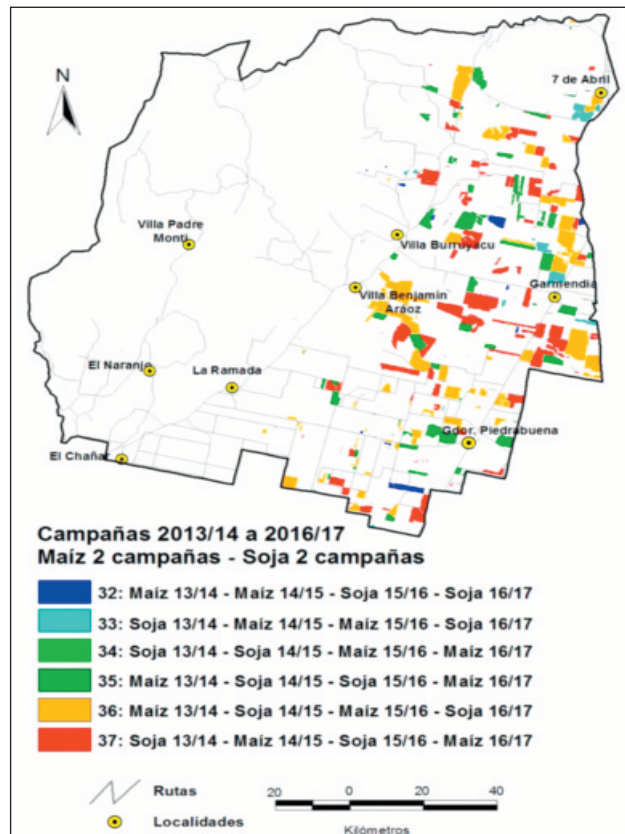 N
7 de Abril
Villa Padre
Monti
Villa Burruyacu
Garmendia
Villa Benjamin
Aráoz
El Naranjo
La Ramada
Gdor. Piedrabuena
El Chañar
Campañas 2013/14 a 2016/17
Maíz 2 campañas - Soja 2 campañas
32: Maíz 13/14 - Maíz 14/15 - Soja 15/16 - Soja 16/17
33: Soja 13/14 - Maíz 14/15 - Maíz 15/16 - Soja 16/17
34: Soja 13/14 - Soja 14/15 - Maíz 15/16 - Maíz 16/17
35: Maíz 13/14 - Soja 14/15 - Soja 15/16 - Maíz 16/17
36: Maíz 13/14 - Soja 14/15 - Maíz 15/16 - Soja 16/17
37: Soja 13/14 - Maíz 14/15 - Soja 15/16 - Maíz 16/17
Rutas
20 0 20 40
Localidades
Kilómetros